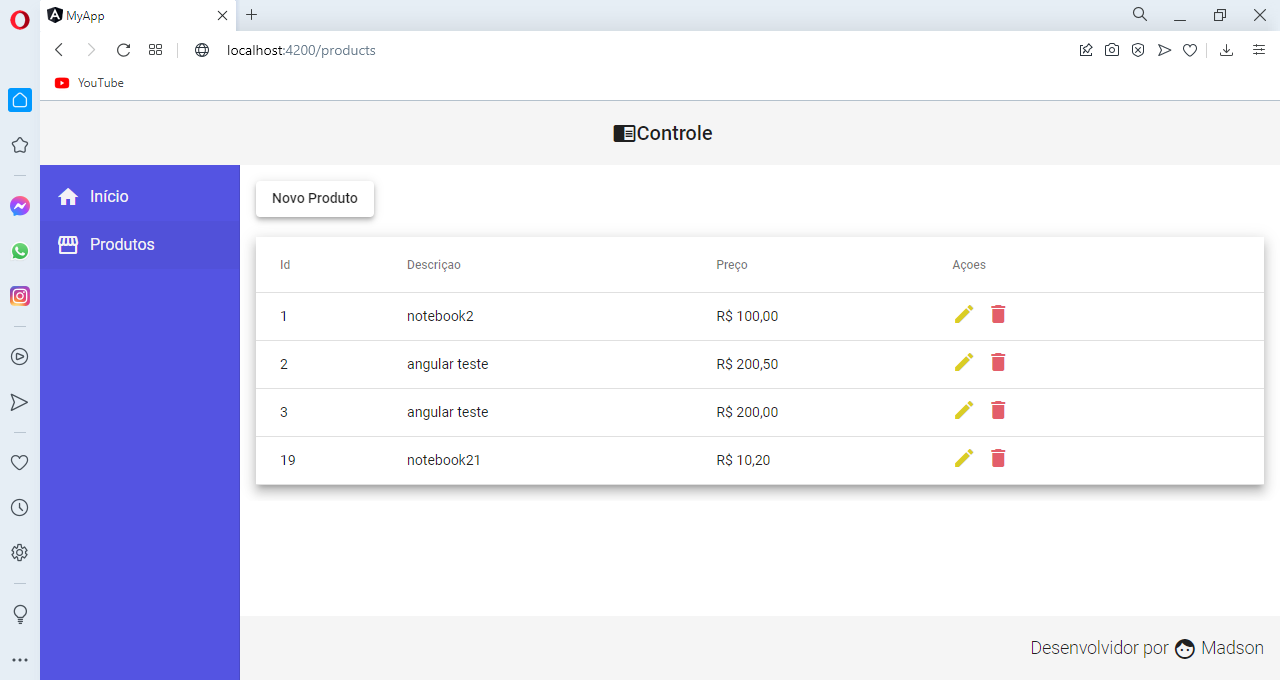 MyApp
localhost:4200/products
YouTube
Controle
Início
Produtos
Novo Produto
Id Descriçao Preço Açoes
1 notebook2 R$ 100,00
2 angular teste R$ 200,50
3 angular teste R$ 200,00
19 notebook21 R$ 10,20
Desenvolvidor por Madson